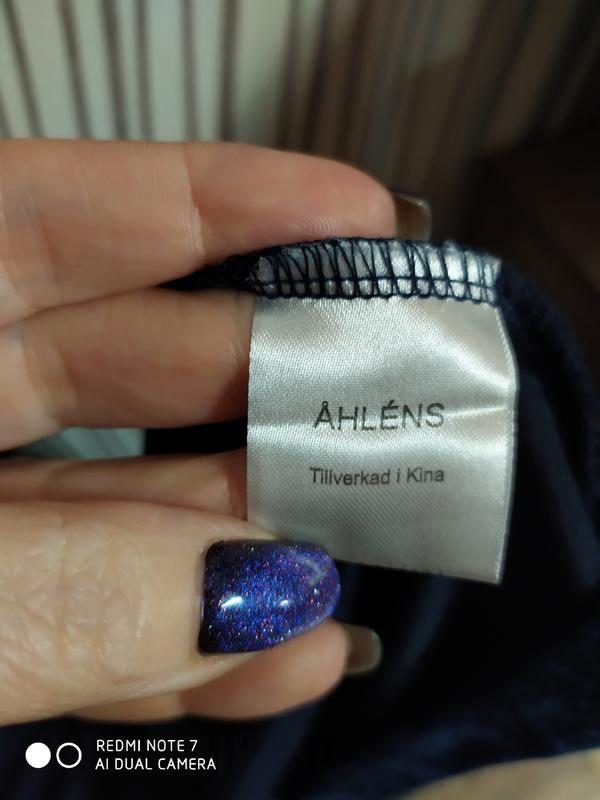 ÅHLÉNS
Tillverkad i Kina
REDMI NOTE 7
AI DUAL CAMERA